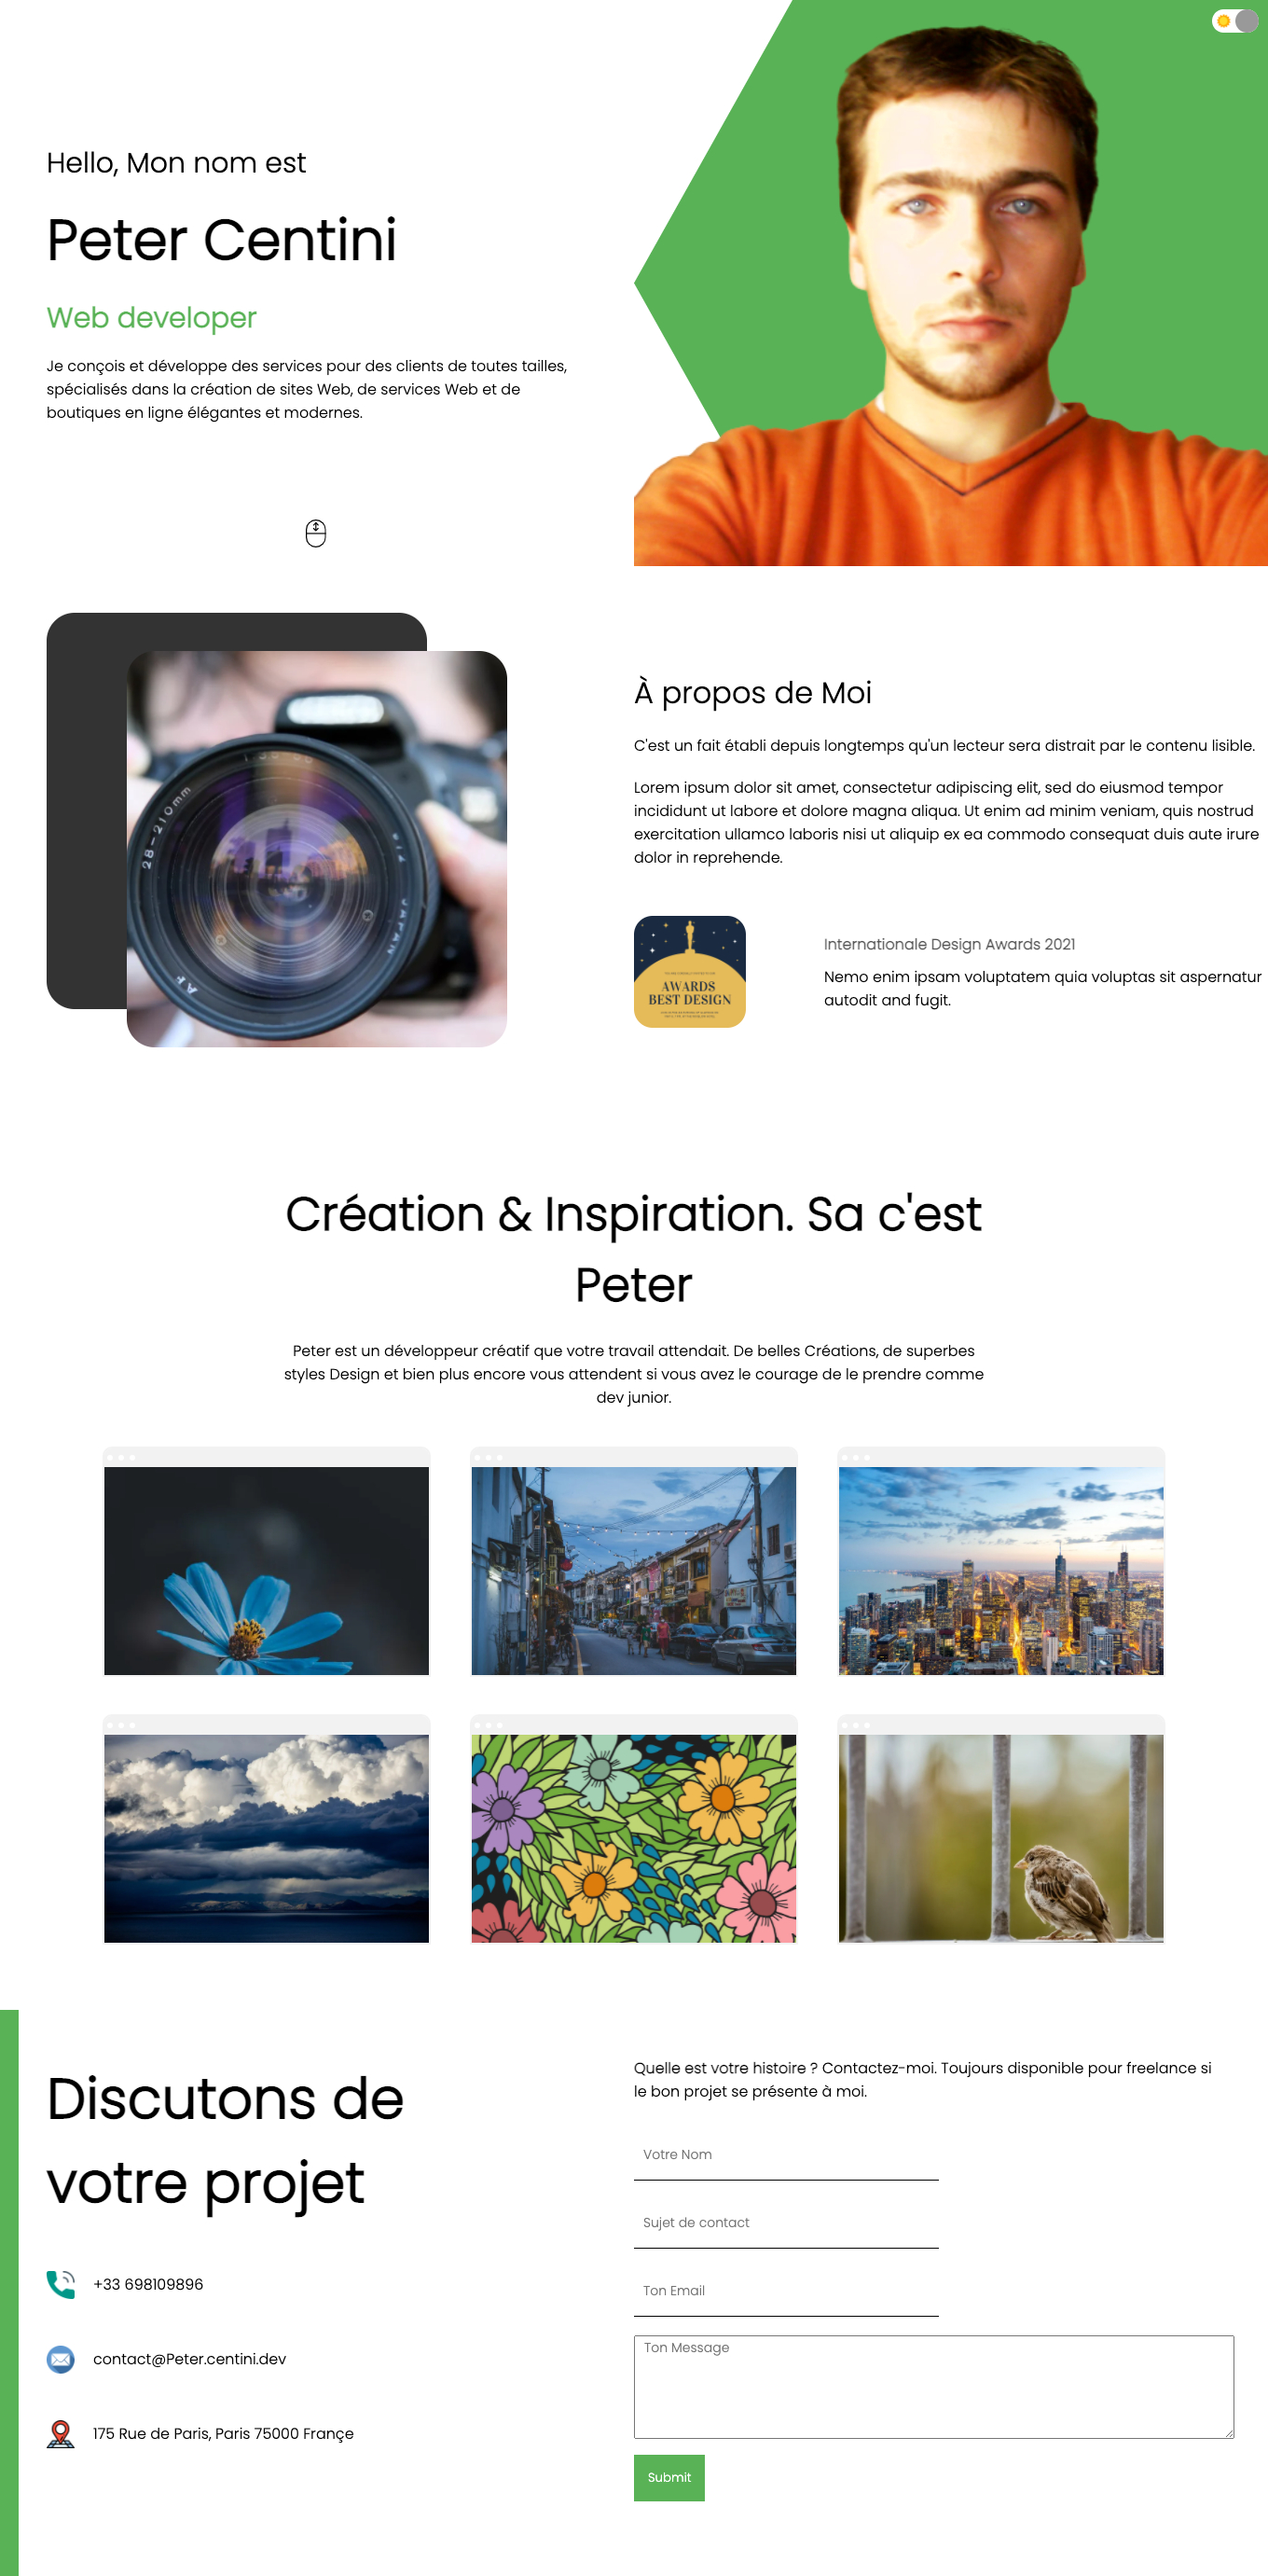 Hello, Mon nom est
Peter Centini
Web developer
Je conçois et développe des services pour des clients de toutes tailles,
spécialisés dans la création de sites Web, de services Web et de
boutiques en ligne élégantes et modernes.
28-210mm
JAPAN
À propos de Moi
C'est un fait établi depuis longtemps qu'un lecteur sera distrait par le contenu lisible.
Lorem ipsum dolor sit amet, consectetur adipiscing elit, sed do eiusmod tempor
incididunt ut labore et dolore magna aliqua. Ut enim ad minim veniam, quis nostrud
exercitation ullamco laboris nisi ut aliquip ex ea commodo consequat duis aute irure
dolor in reprehende.
AWARDS
BEST DESIGN
Internationale Design Awards 2021
Nemo enim ipsam voluptatem quia voluptas sit aspernatur
autodit and fugit.
Création & Inspiration. Sa c'est
Peter
Peter est un développeur créatif que votre travail attendait. De belles Créations, de superbes
styles Design et bien plus encore vous attendent si vous avez le courage de le prendre comme
dev junior.
Discutons de
votre projet
+33 698109896
contact@Peter.centini.dev
175 Rue de Paris, Paris 75000 Françe
Quelle est votre histoire ? Contactez-moi. Toujours disponible pour freelance si
le bon projet se présente à moi.
Votre Nom
Sujet de contact
Ton Email
Ton Message
Submit